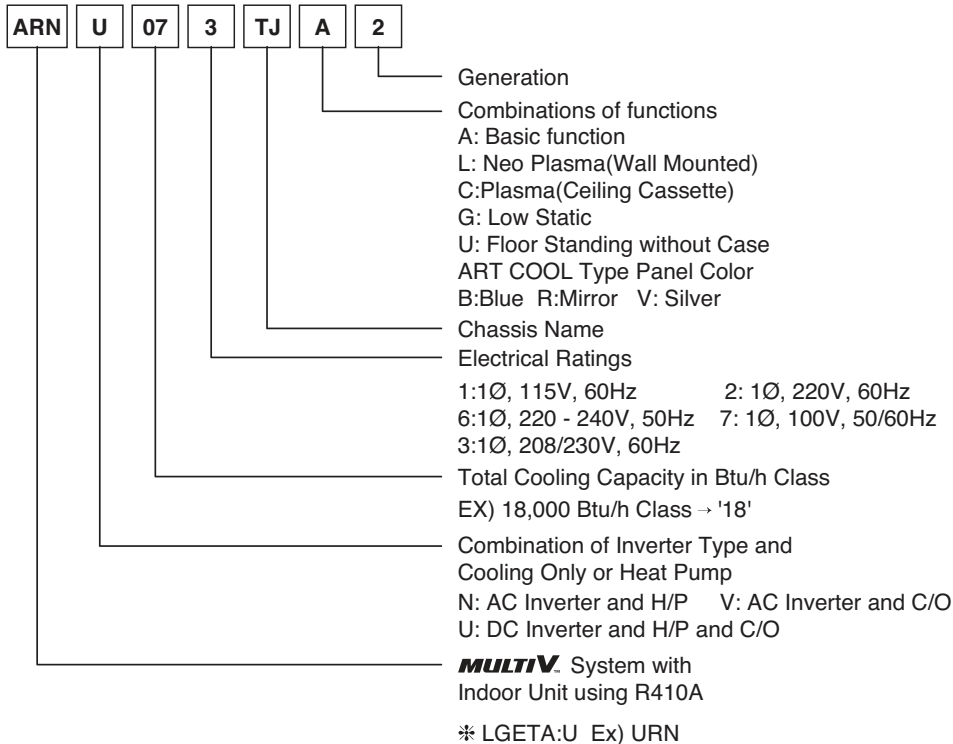 ARN U 07 3 TJ A 2
Generation
Combinations of functions
A: Basic function
L: Neo Plasma(Wall Mounted)
C:Plasma(Ceiling Cassette)
G: Low Static
U: Floor Standing without Case
ART COOL Type Panel Color
B:Blue R:Mirror V: Silver
Chassis Name
Electrical Ratings
1:1Ø, 115V, 60Hz 2: 1Ø, 220V, 60Hz
6:1Ø, 220 - 240V, 50Hz 7: 1Ø, 100V, 50/60Hz
3:1Ø, 208/230V, 60Hz
Total Cooling Capacity in Btu/h Class
EX) 18,000 Btu/h Class → '18'
Combination of Inverter Type and
Cooling Only or Heat Pump
N: AC Inverter and H/P V: AC Inverter and C/O
U: DC Inverter and H/P and C/O
MULTI V™ System with
Indoor Unit using R410A
❉ LGETA:U Ex) URN